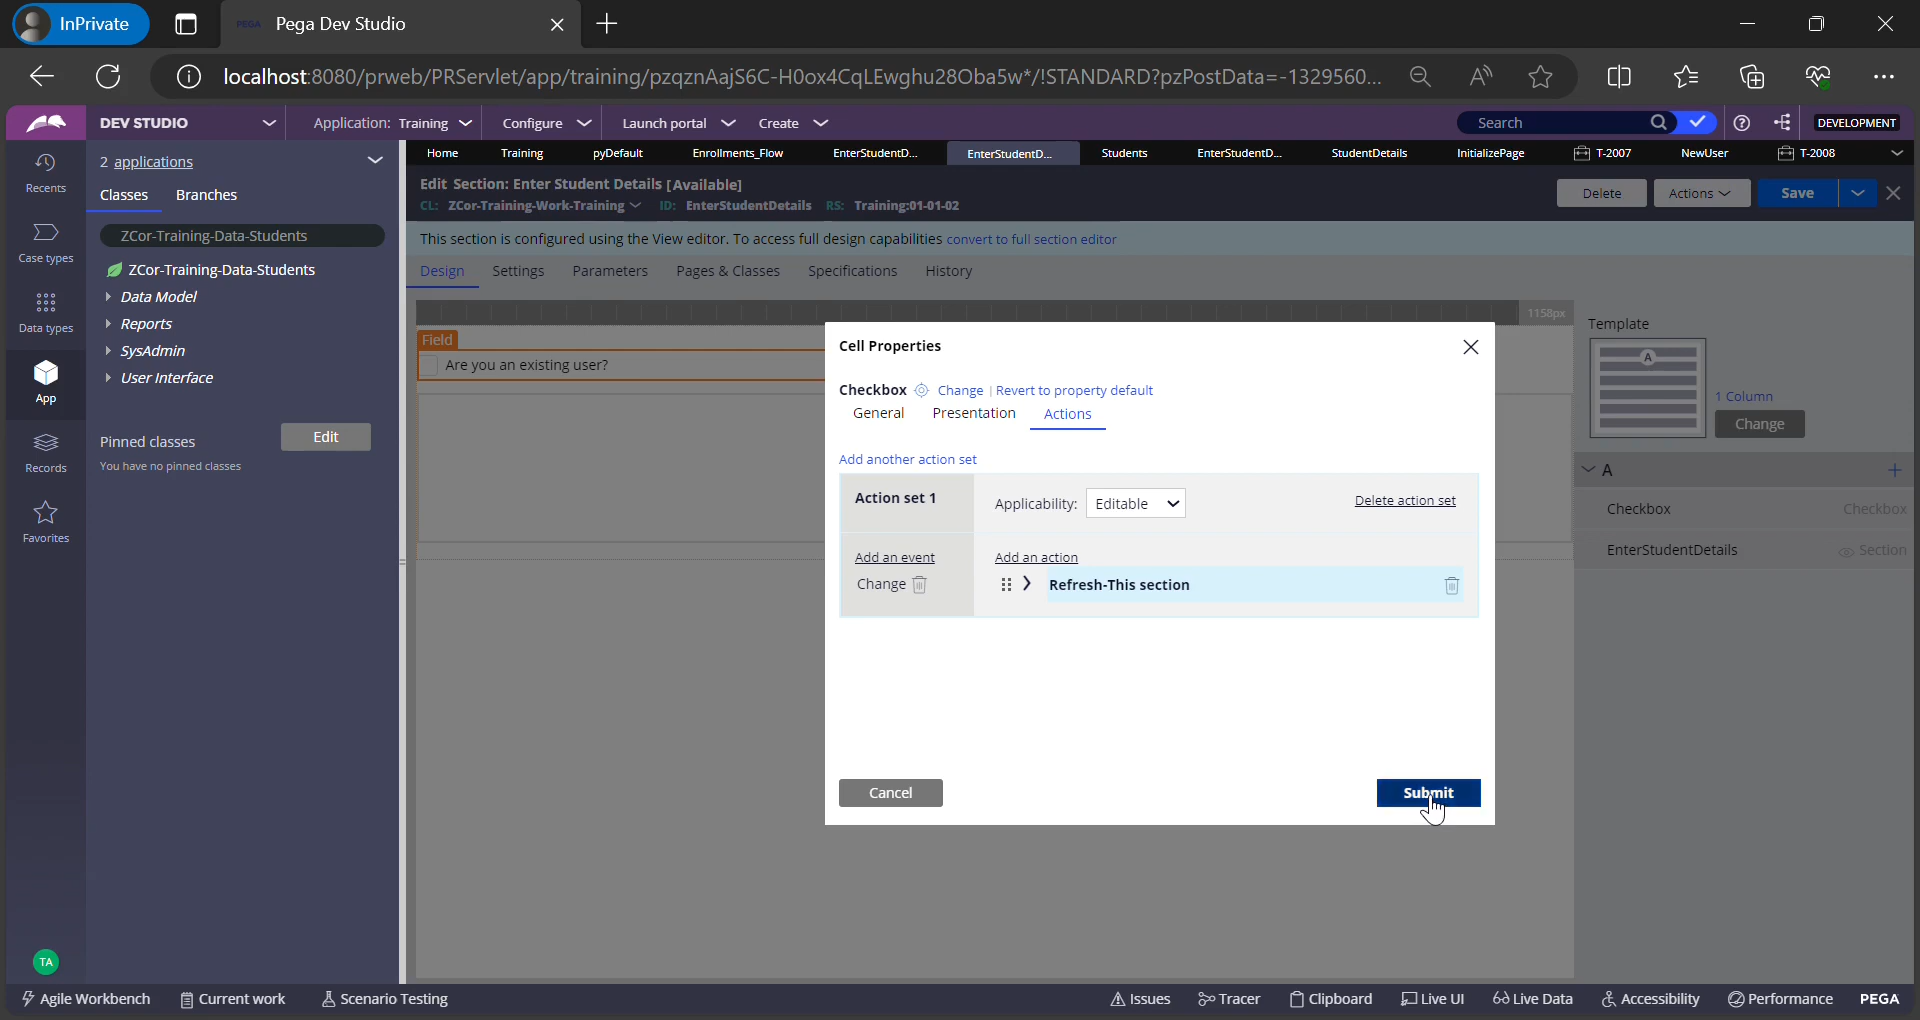 InPrivate
PEGA Pega Dev Studio
localhost:8080/prweb/PRServlet/app/training/pzqznAajS6C-H0ox4CqLEwghu28Oba5w*/!STANDARD?pzPostData=-1329560...
DEV STUDIO
Application: Training
Configure
Launch portal
Create
Search
DEVELOPMENT
Home
Training
pyDefault
Enrollments_Flow
EnterStudentD...
EnterStudentD...
Students
EnterStudentD...
StudentDetails
InitializePage
T-2007
NewUser
T-2008
Recents
Case types
Data types
App
Records
Favorites
TA
2 applications
Classes
Branches
ZCor-Training-Data-Students
ZCor-Training-Data-Students
Data Model
Reports
SysAdmin
User Interface
Pinned classes
Edit
You have no pinned classes
Edit Section: Enter Student Details [Available]
CL: ZCor-Training-Work-Training ID: EnterStudentDetails RS: Training:01-01-02
Delete
Actions
Save
This section is configured using the View editor. To access full design capabilities convert to full section editor
Design
Settings
Parameters
Pages & Classes
Specifications
History
1158px
Field
Are you an existing user?
Template
A
1 Column
Change
A
Checkbox Checkbox
EnterStudentDetails Section
Cell Properties
Checkbox Change | Revert to property default
General
Presentation
Actions
Add another action set
Action set 1
Applicability: Editable
Delete action set
Add an event
Add an action
Change
Refresh-This section
Cancel
Submit
Agile Workbench
Current work
Scenario Testing
Issues
Tracer
Clipboard
Live UI
Live Data
Accessibility
Performance
PEGA